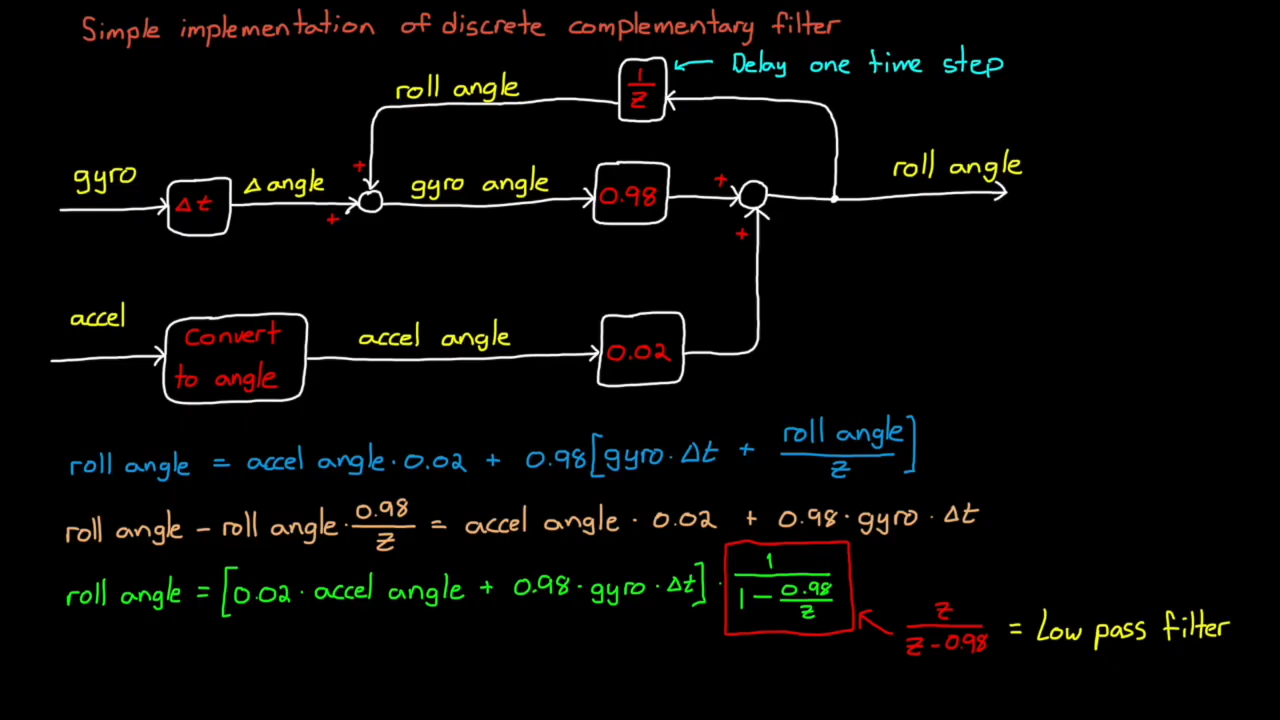 Simple implementation of discrete complementary filter
1/z ← Delay one time step
roll angle
gyro
Δt
Δ angle
+
+
gyro angle
0.98
+
+
roll angle
accel
Convert
to angle
accel angle
0.02
roll angle = accel angle · 0.02 + 0.98[gyro · Δt + roll angle/z]
roll angle - roll angle · 0.98/z = accel angle · 0.02 + 0.98 · gyro · Δt
roll angle = [0.02 · accel angle + 0.98 · gyro · Δt] · 1/(1 - 0.98/z)
z/(z - 0.98) = Low pass filter